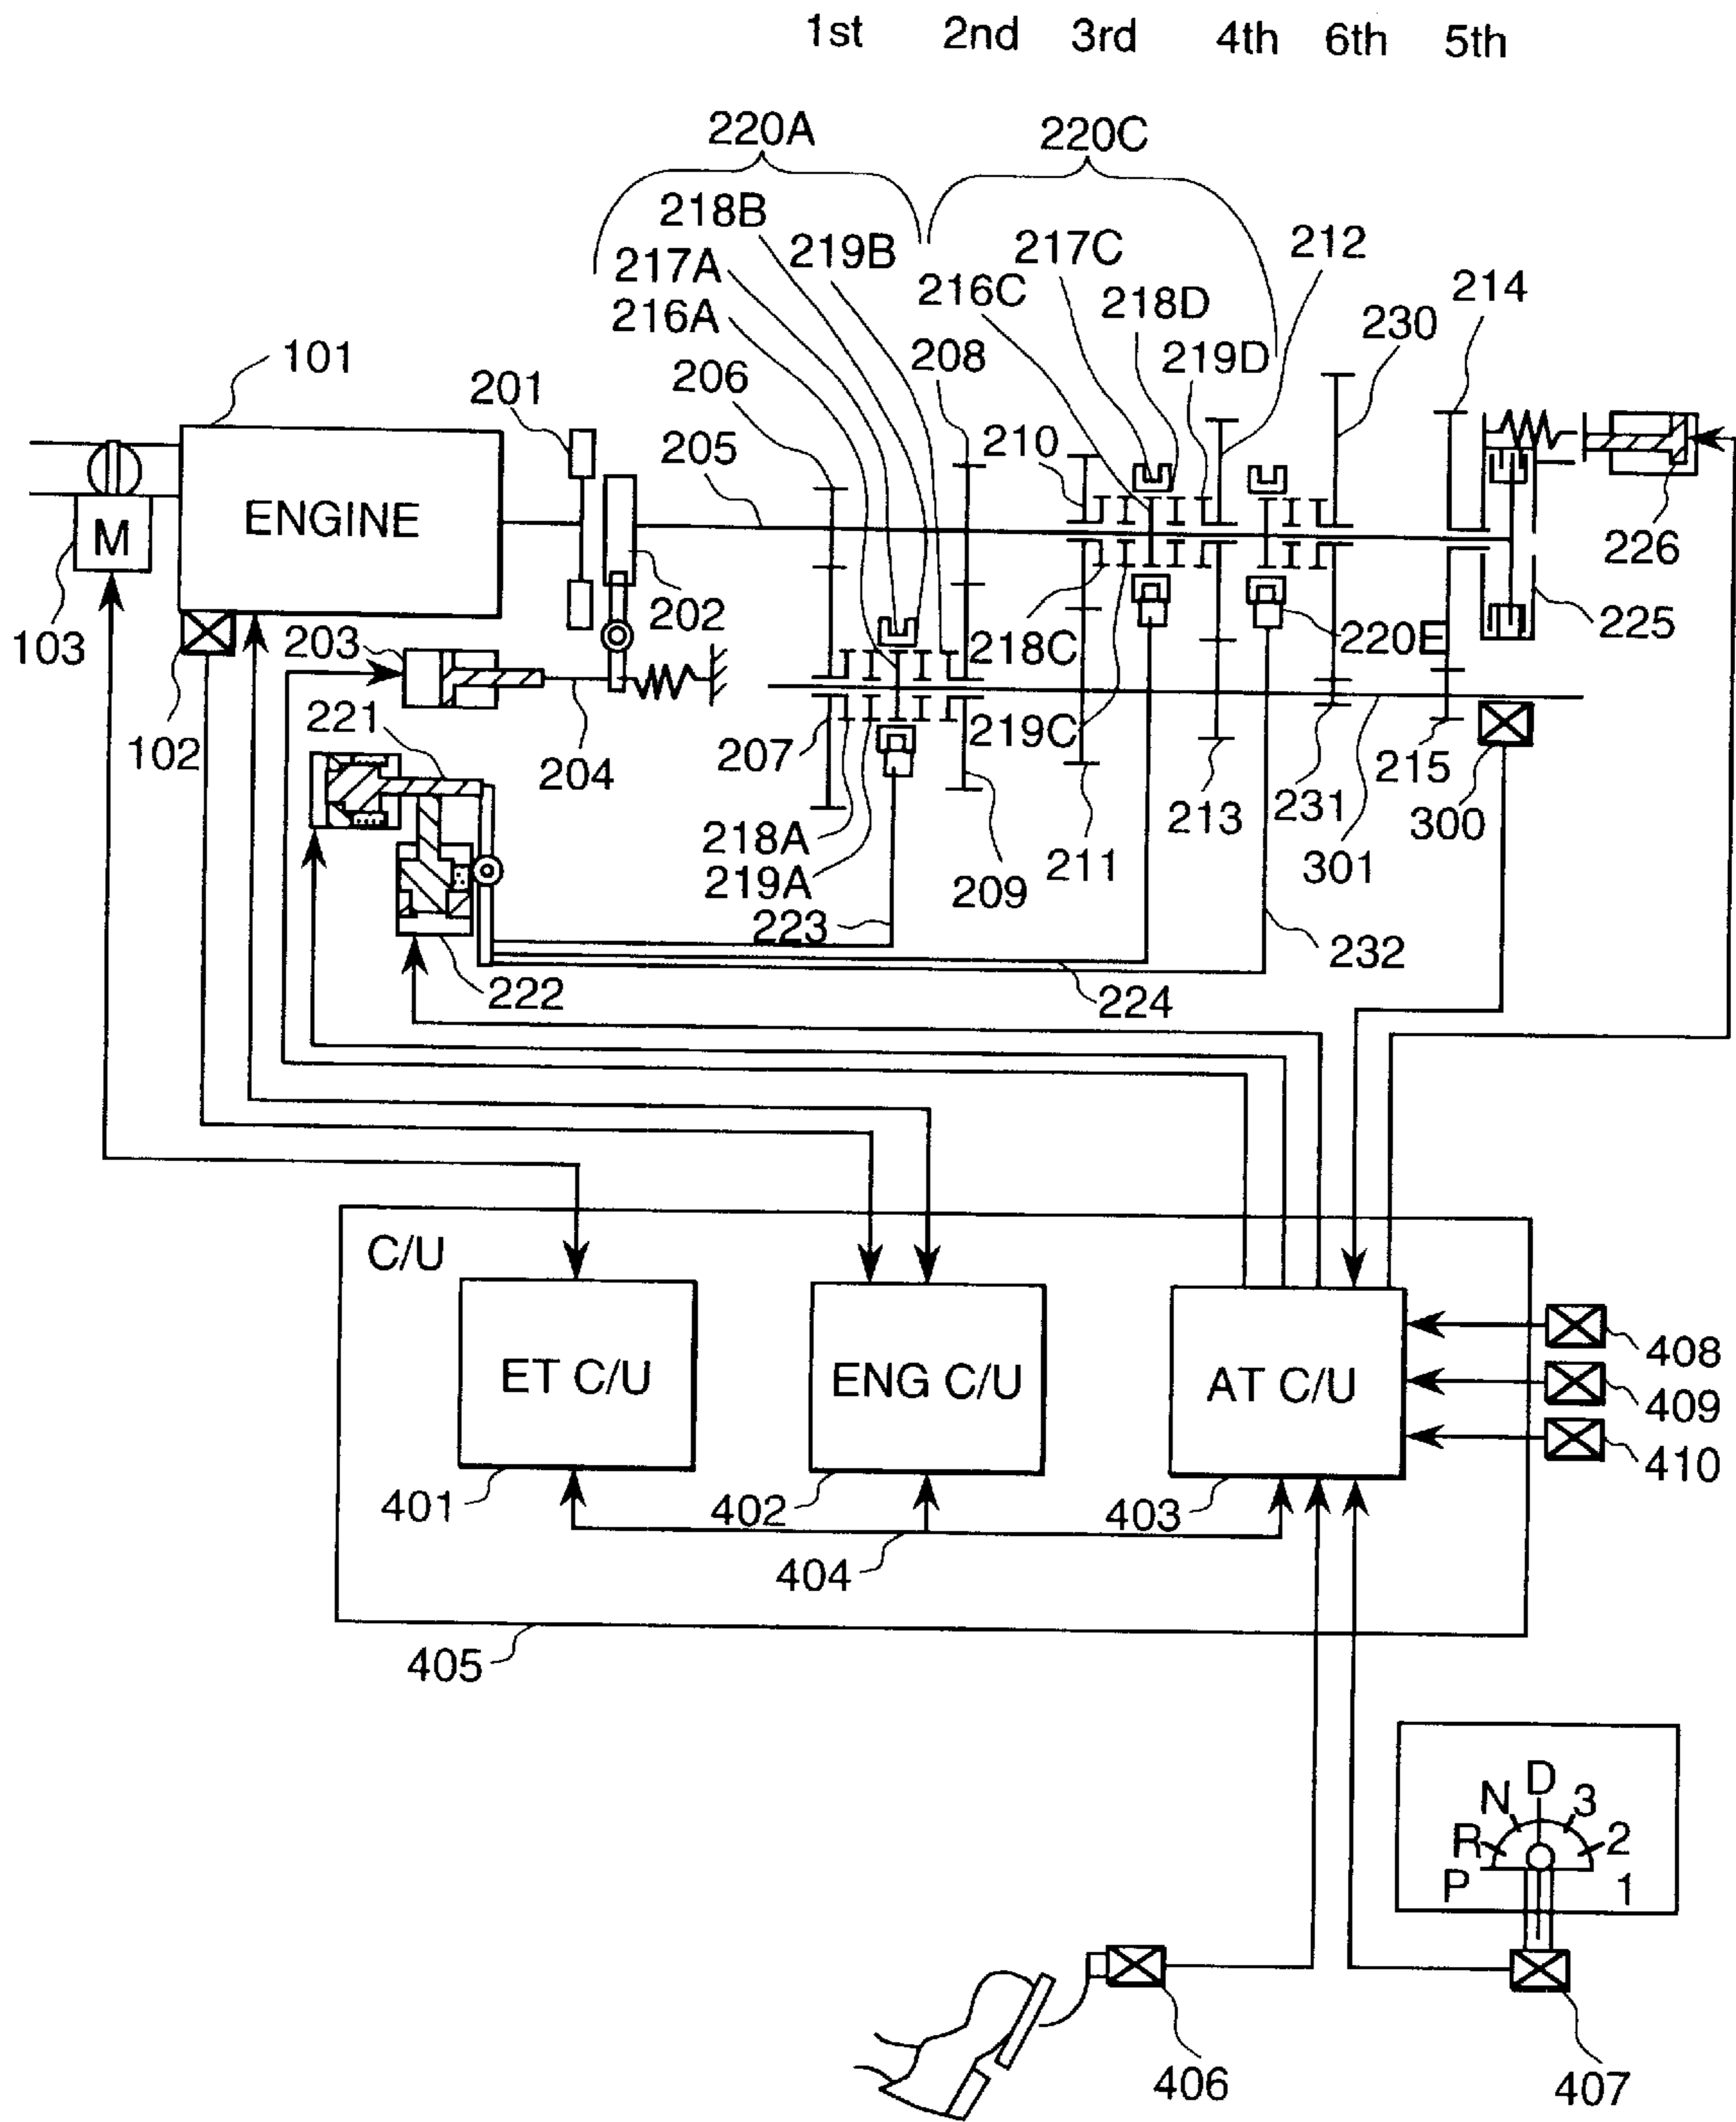 1st 2nd 3rd 4th 6th 5th
220A 220C
218B 217C 212
217A 219B 216C 218D 214
216A 230
101 206 208 219D
201 210
205
ENGINE
M
226
202
103 203 218C 220E 225
102 221 204 207 219C 215
218A 213 231 300
219A 211 301
209
223
222 224 232
C/U
ET C/U ENG C/U AT C/U
408
409
410
401 402 403
404
405
D
N 3
R 2
P 1
406 407